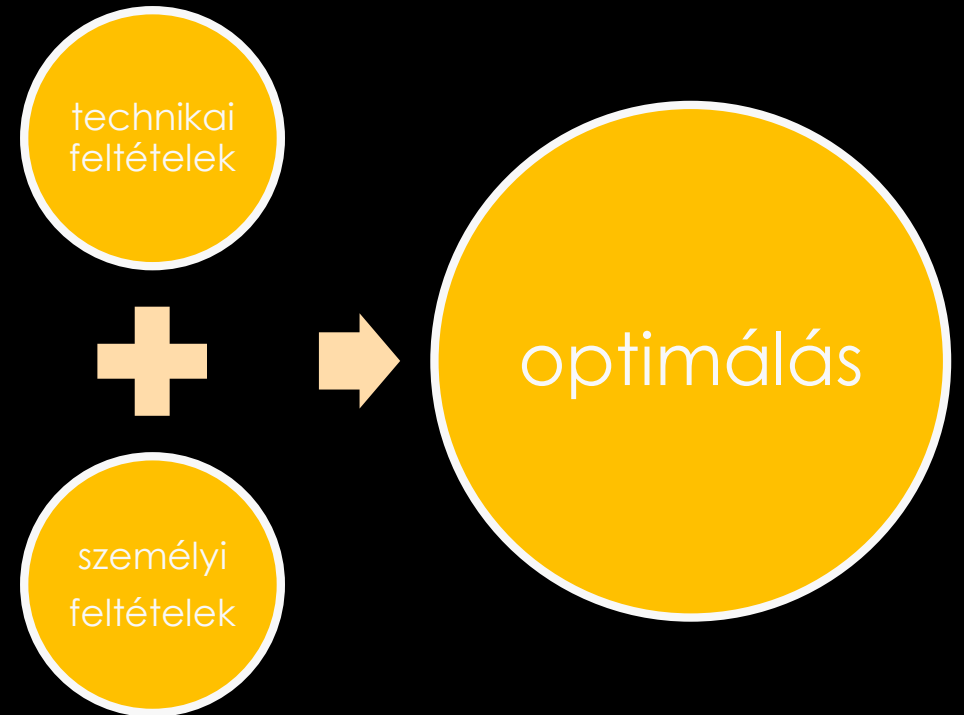 technikai
feltételek
személyi
feltételek
optimálás